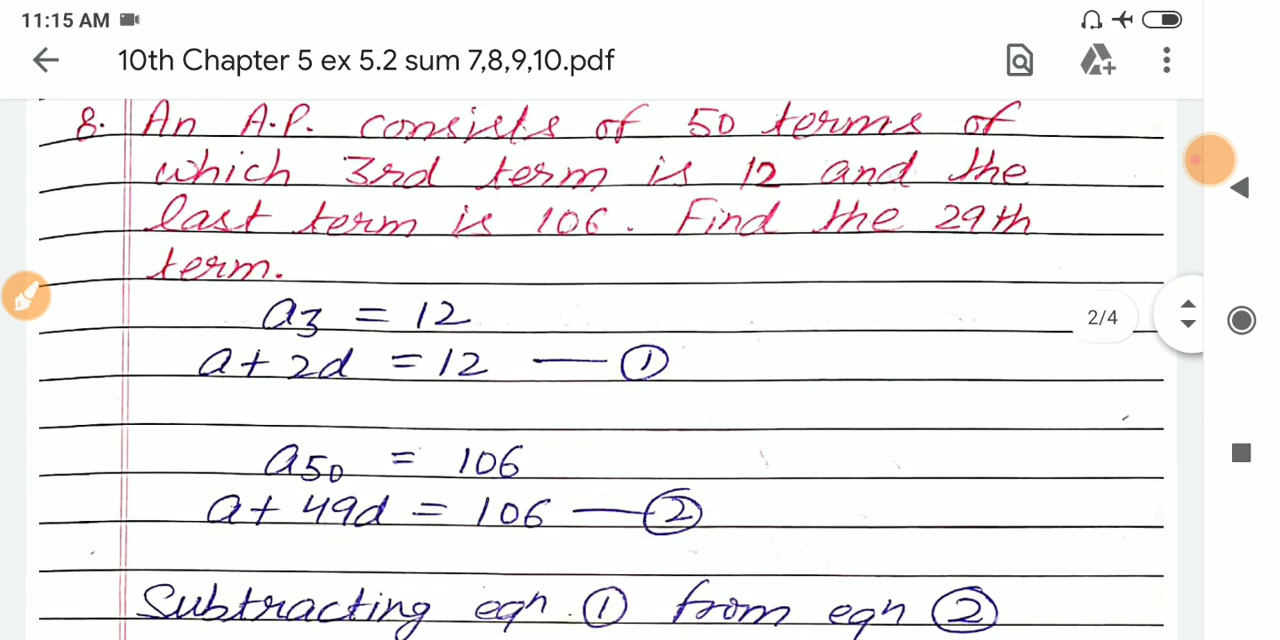 11:15 AM
10th Chapter 5 ex 5.2 sum 7,8,9,10.pdf
8. An A.P. consists of 50 terms of
which 3rd term is 12 and the
last term is 106. Find the 29th
term.
a3 = 12
2/4
a + 2d = 12 — ①
a50 = 106
a + 49d = 106 — ②
Subtracting eqn. ① from eqn ②